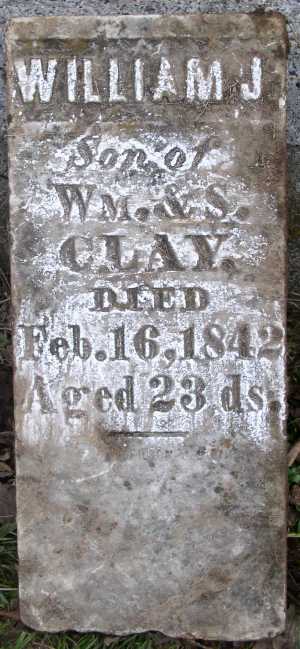 WILLIAM J
Son of
WM. & S.
CLAY.
DIED
Feb. 16, 1842
Aged 23 ds.